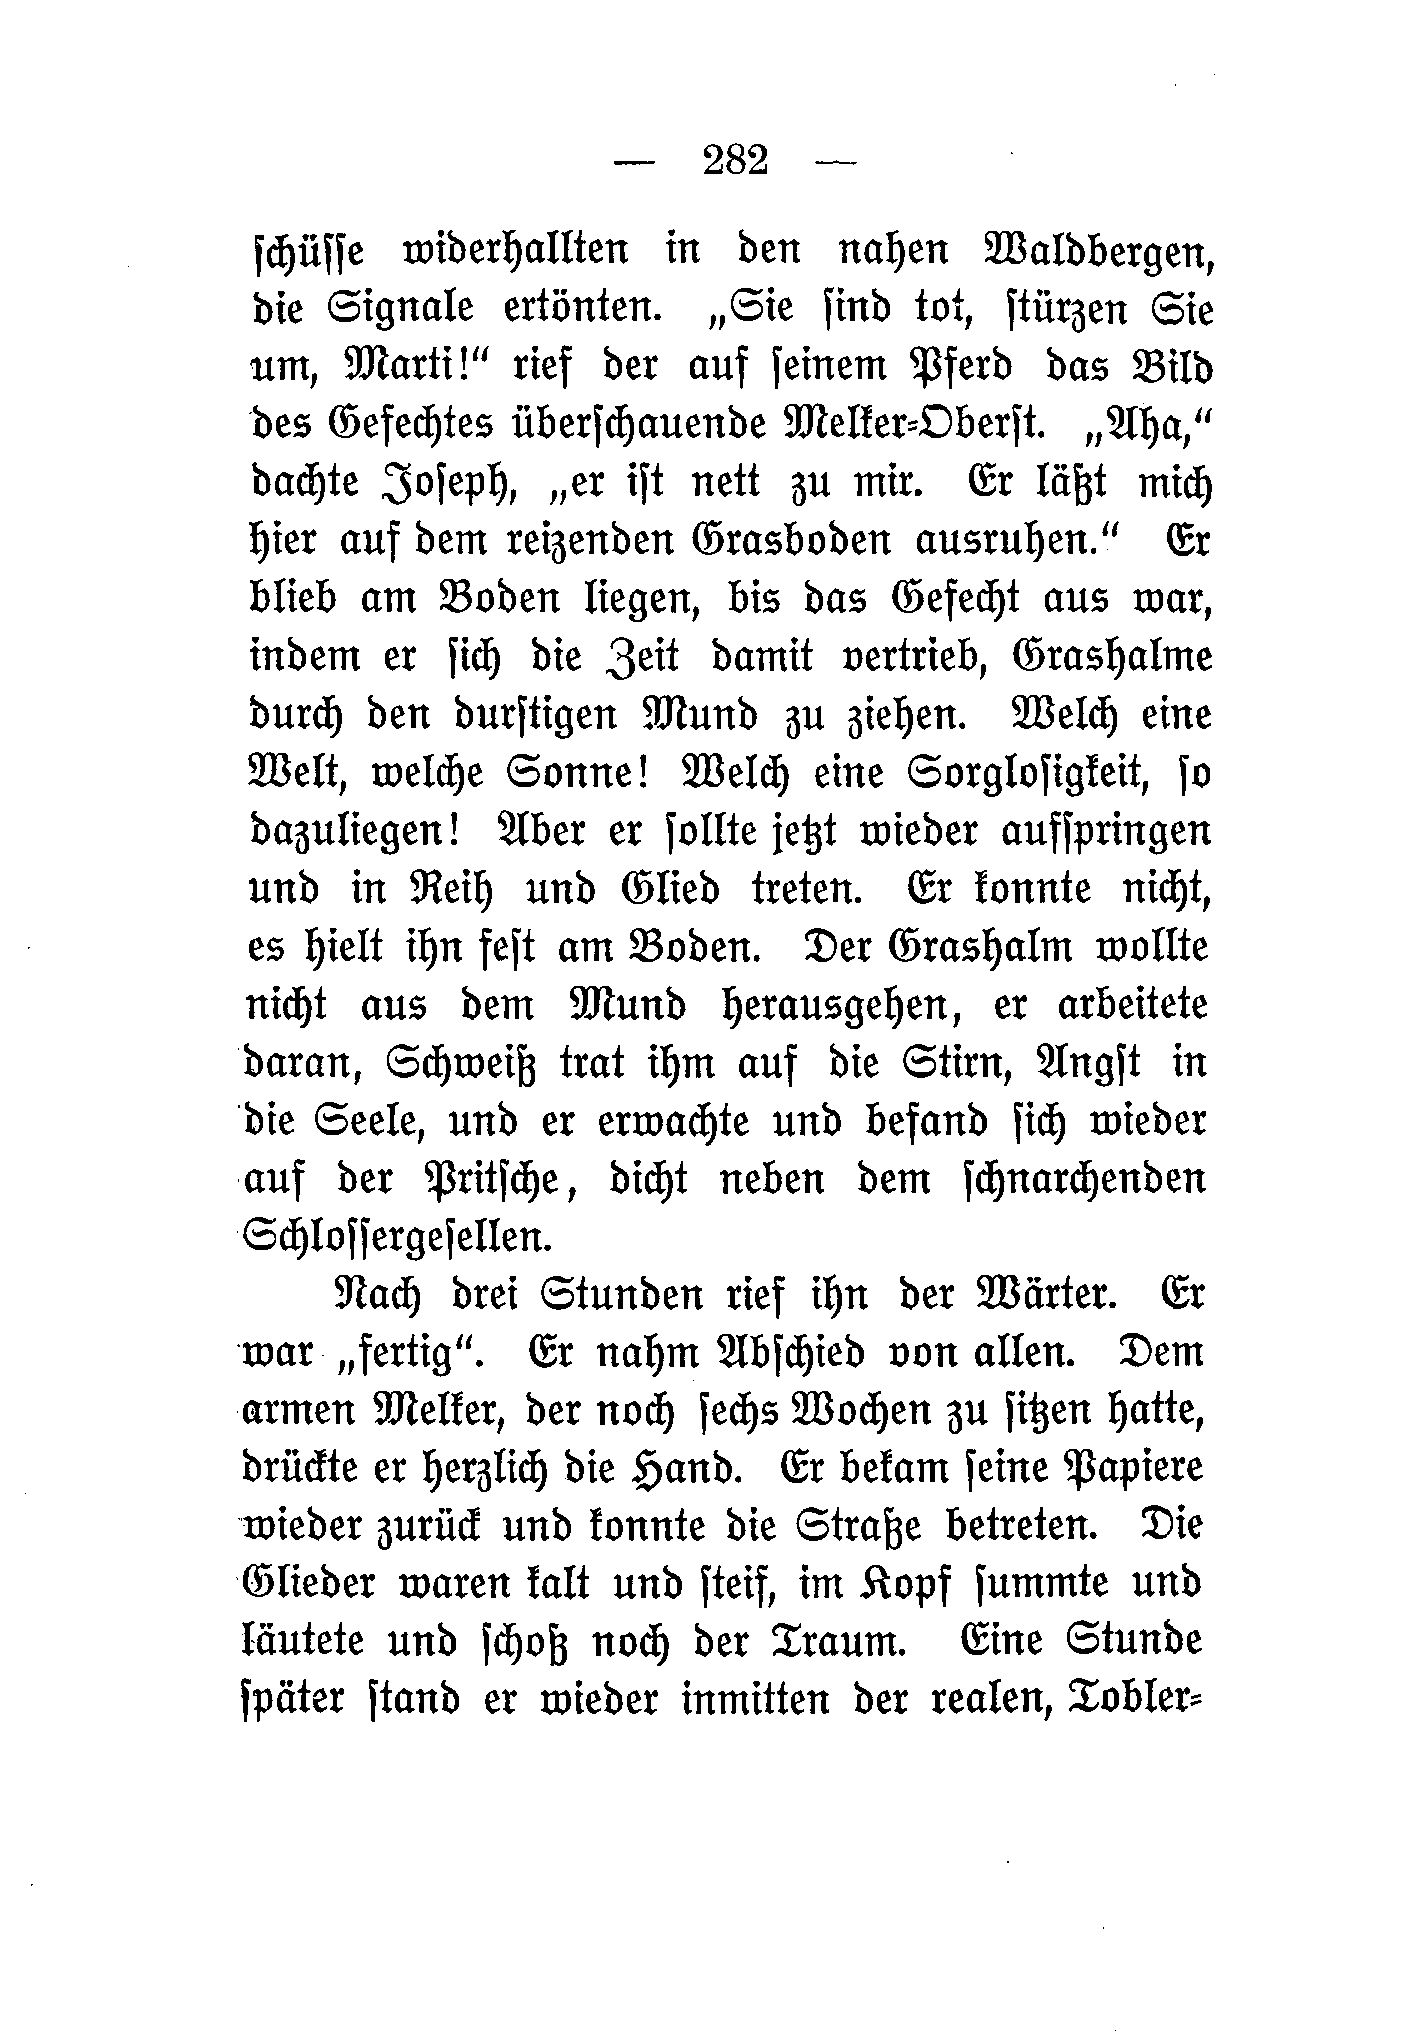 — 282 —
ſchüſſe widerhallten in den nahen Waldbergen,
die Signale ertönten. „Sie ſind tot, ſtürzen Sie
um, Marti!“ rief der auf ſeinem Pferd das Bild
des Gefechtes überſchauende Melker-Oberſt. „Aha,“
dachte Joſeph, „er iſt nett zu mir. Er läßt mich
hier auf dem reizenden Grasboden ausruhen.“ Er
blieb am Boden liegen, bis das Gefecht aus war,
indem er ſich die Zeit damit vertrieb, Grashalme
durch den durſtigen Mund zu ziehen. Welch eine
Welt, welche Sonne! Welch eine Sorgloſigkeit, ſo
dazuliegen! Aber er ſollte jetzt wieder aufſpringen
und in Reih und Glied treten. Er konnte nicht,
es hielt ihn feſt am Boden. Der Grashalm wollte
nicht aus dem Mund herausgehen, er arbeitete
daran, Schweiß trat ihm auf die Stirn, Angſt in
die Seele, und er erwachte und befand ſich wieder
auf der Pritſche, dicht neben dem ſchnarchenden
Schloſſergeſellen.
Nach drei Stunden rief ihn der Wärter. Er
war „fertig“. Er nahm Abſchied von allen. Dem
armen Melker, der noch ſechs Wochen zu ſitzen hatte,
drückte er herzlich die Hand. Er bekam ſeine Papiere
wieder zurück und konnte die Straße betreten. Die
Glieder waren kalt und ſteif, im Kopf ſummte und
läutete und ſchoß noch der Traum. Eine Stunde
ſpäter ſtand er wieder inmitten der realen, Tobler-